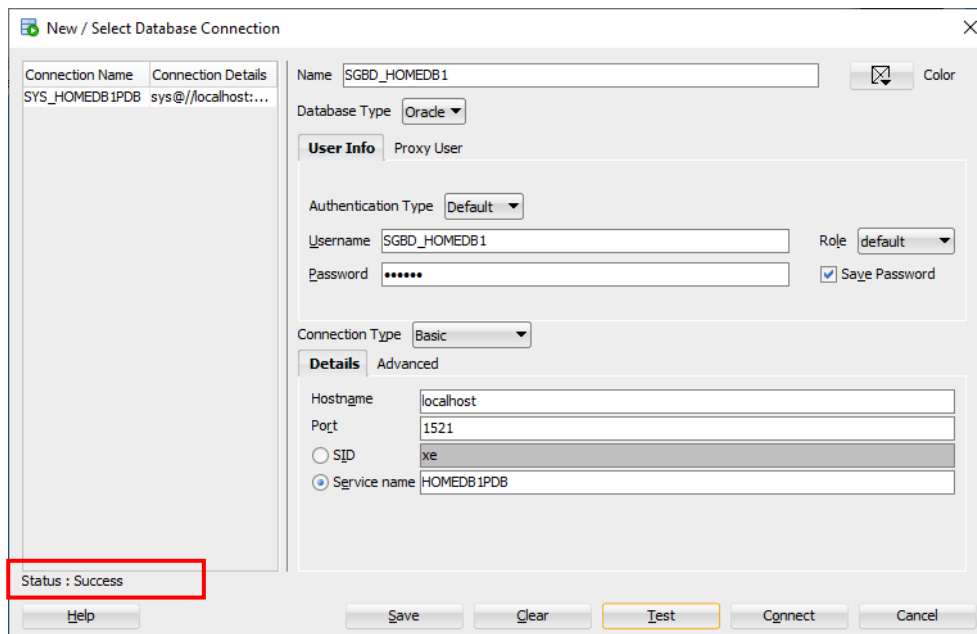 New / Select Database Connection
Connection Name Connection Details
SYS_HOMEDB1PDB sys@//localhost:...
Name SGBD_HOMEDB1 Color
Database Type Oracle
User Info Proxy User
Authentication Type Default
Username SGBD_HOMEDB1 Role default
Password •••••• Save Password
Connection Type Basic
Details Advanced
Hostname localhost
Port 1521
SID xe
Service name HOMEDB1PDB
Status : Success
Help Save Clear Test Connect Cancel